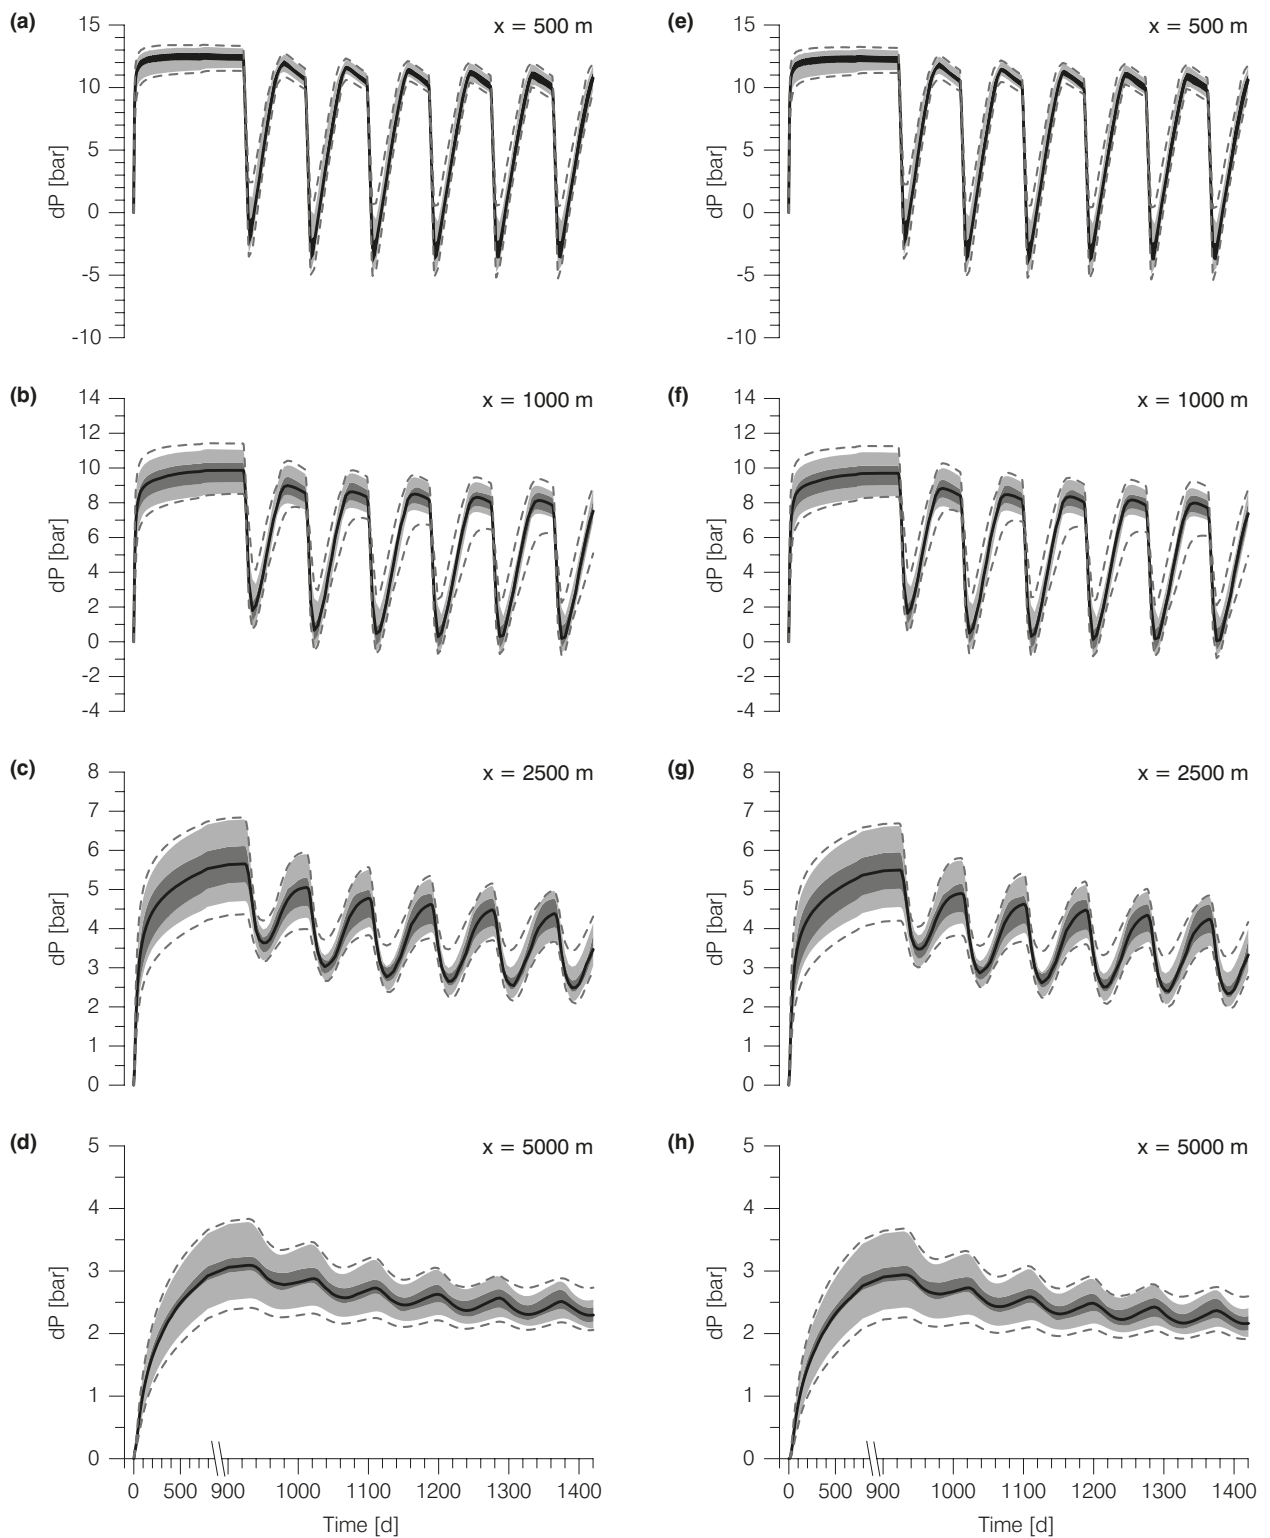 (a)
x = 500 m
15
10
5
0
-5
-10
dP [bar]
(e)
x = 500 m
15
10
5
0
-5
-10
dP [bar]
(b)
x = 1000 m
14
12
10
8
6
4
2
0
-2
-4
dP [bar]
(f)
x = 1000 m
14
12
10
8
6
4
2
0
-2
-4
dP [bar]
(c)
x = 2500 m
8
7
6
5
4
3
2
1
0
dP [bar]
(g)
x = 2500 m
8
7
6
5
4
3
2
1
0
dP [bar]
(d)
x = 5000 m
5
4
3
2
1
0
dP [bar]
0 500 900 1000 1100 1200 1300 1400
Time [d]
(h)
x = 5000 m
5
4
3
2
1
0
dP [bar]
0 500 900 1000 1100 1200 1300 1400
Time [d]